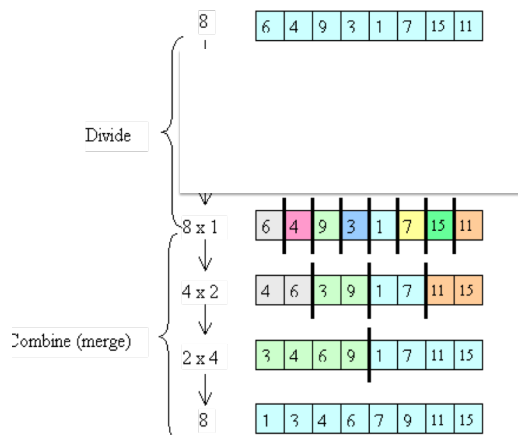 8 6 4 9 3 1 7 15 11
Divide
8 x 1 6 4 9 3 1 7 15 11
4 x 2 4 6 3 9 1 7 11 15
Combine (merge)
2 x 4 3 4 6 9 1 7 11 15
8 1 3 4 6 7 9 11 15